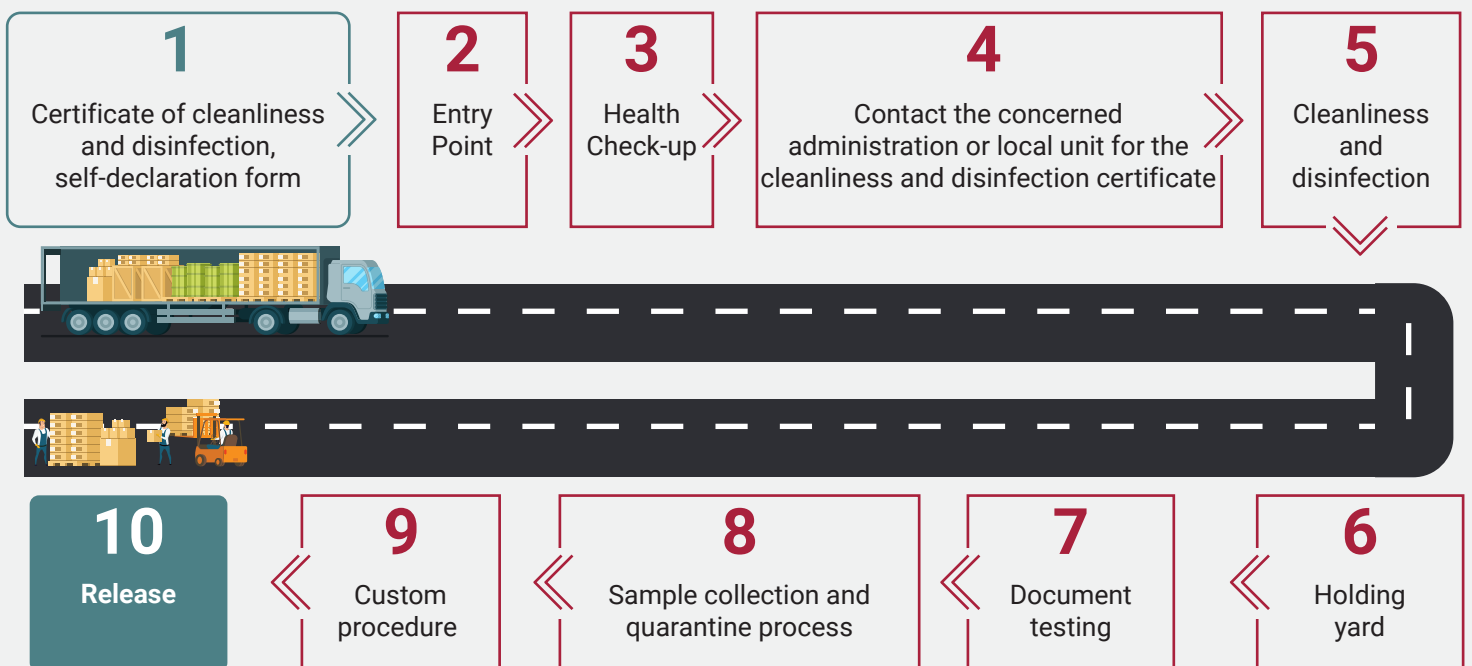 1
Certificate of cleanliness
and disinfection,
self-declaration form
2
Entry
Point
3
Health
Check-up
4
Contact the concerned
administration or local unit for the
cleanliness and disinfection certificate
5
Cleanliness
and
disinfection
6
Holding
yard
7
Document
testing
8
Sample collection and
quarantine process
9
Custom
procedure
10
Release